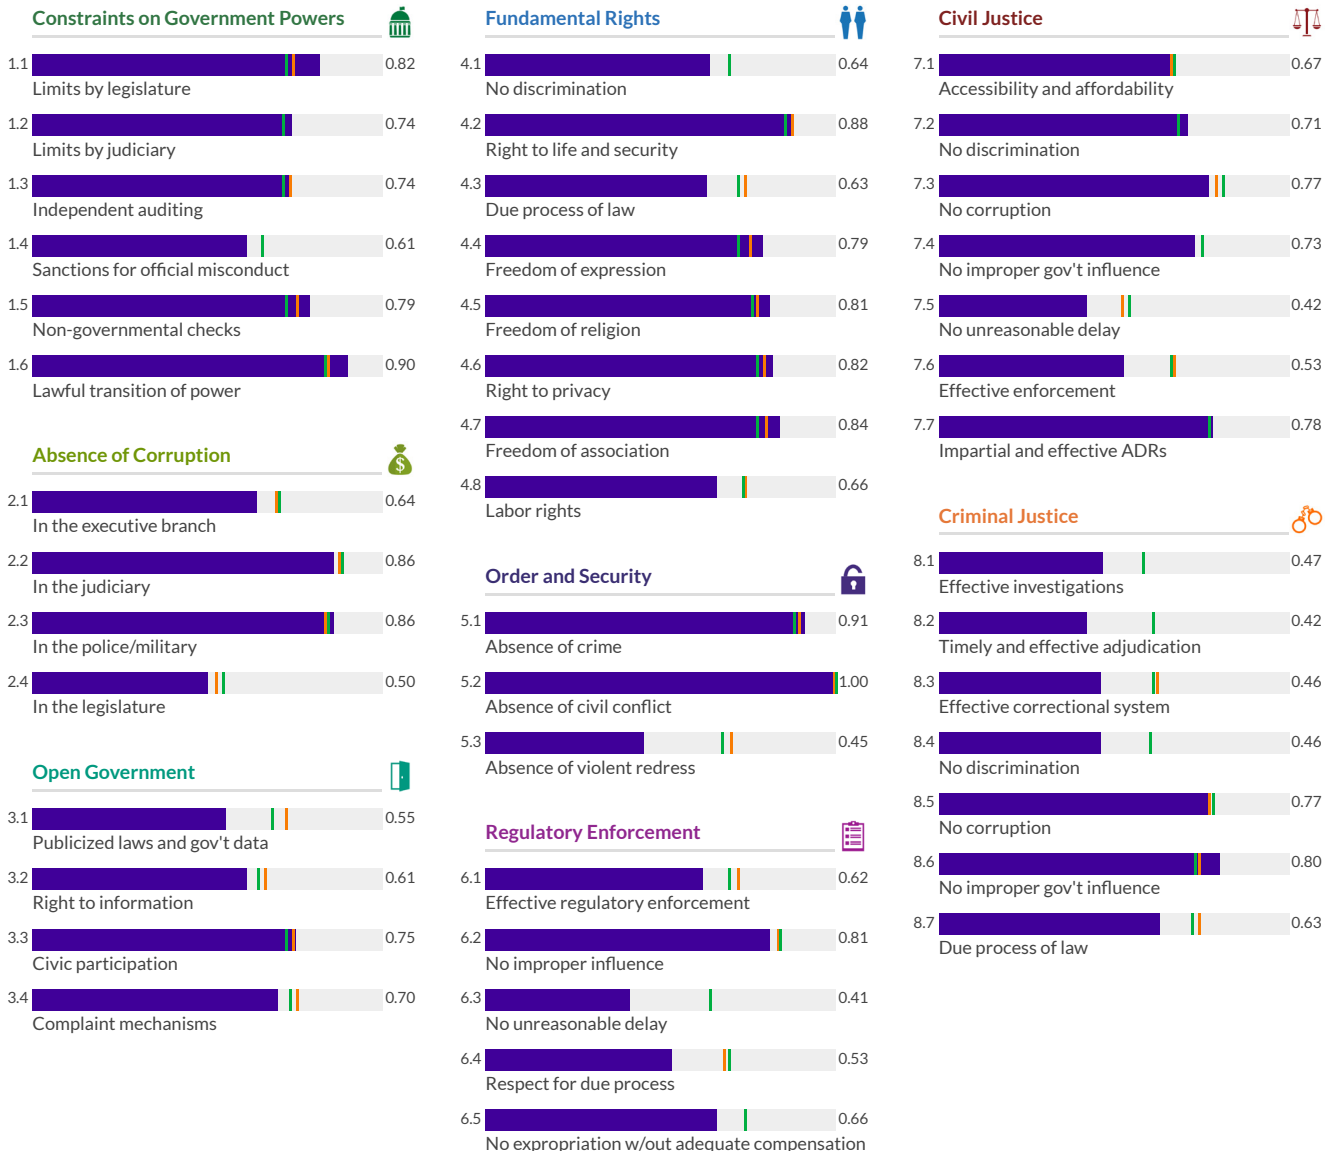 Constraints on Government Powers
1.1 0.82
Limits by legislature
1.2 0.74
Limits by judiciary
1.3 0.74
Independent auditing
1.4 0.61
Sanctions for official misconduct
1.5 0.79
Non-governmental checks
1.6 0.90
Lawful transition of power
Absence of Corruption
$
2.1 0.64
In the executive branch
2.2 0.86
In the judiciary
2.3 0.86
In the police/military
2.4 0.50
In the legislature
Open Government
3.1 0.55
Publicized laws and gov't data
3.2 0.61
Right to information
3.3 0.75
Civic participation
3.4 0.70
Complaint mechanisms
Fundamental Rights
4.1 0.64
No discrimination
4.2 0.88
Right to life and security
4.3 0.63
Due process of law
4.4 0.79
Freedom of expression
4.5 0.81
Freedom of religion
4.6 0.82
Right to privacy
4.7 0.84
Freedom of association
4.8 0.66
Labor rights
Order and Security
5.1 0.91
Absence of crime
5.2 1.00
Absence of civil conflict
5.3 0.45
Absence of violent redress
Regulatory Enforcement
6.1 0.62
Effective regulatory enforcement
6.2 0.81
No improper influence
6.3 0.41
No unreasonable delay
6.4 0.53
Respect for due process
6.5 0.66
No expropriation w/out adequate compensation
Civil Justice
7.1 0.67
Accessibility and affordability
7.2 0.71
No discrimination
7.3 0.77
No corruption
7.4 0.73
No improper gov't influence
7.5 0.42
No unreasonable delay
7.6 0.53
Effective enforcement
7.7 0.78
Impartial and effective ADRs
Criminal Justice
8.1 0.47
Effective investigations
8.2 0.42
Timely and effective adjudication
8.3 0.46
Effective correctional system
8.4 0.46
No discrimination
8.5 0.77
No corruption
8.6 0.80
No improper gov't influence
8.7 0.63
Due process of law